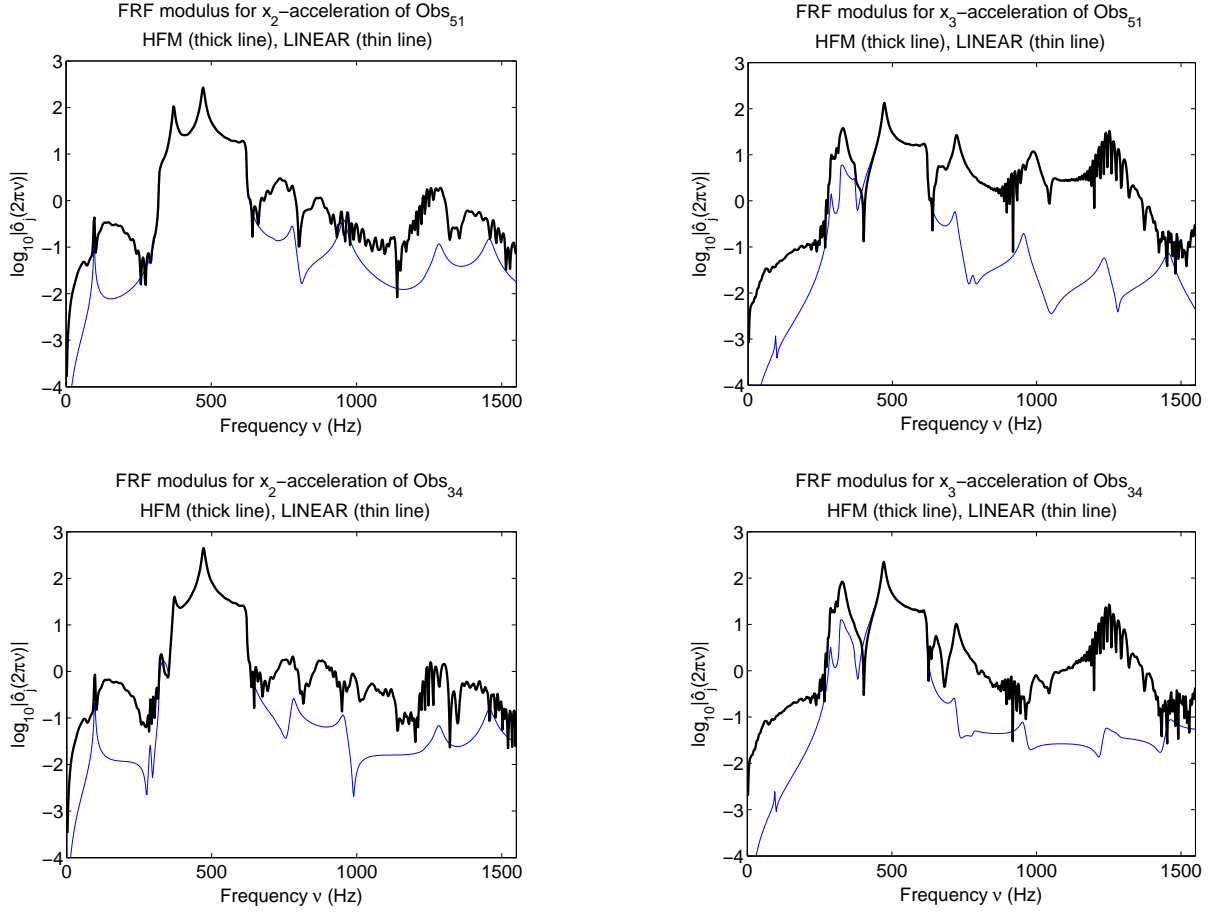 FRF modulus for x2−acceleration of Obs51
HFM (thick line), LINEAR (thin line)
3
2
1
0
−1
−2
−3
−4
log10|ô_j(2πν)|
0 500 1000 1500
Frequency ν (Hz)
FRF modulus for x3−acceleration of Obs51
HFM (thick line), LINEAR (thin line)
3
2
1
0
−1
−2
−3
−4
log10|ô_j(2πν)|
0 500 1000 1500
Frequency ν (Hz)
FRF modulus for x2−acceleration of Obs34
HFM (thick line), LINEAR (thin line)
3
2
1
0
−1
−2
−3
−4
log10|ô_j(2πν)|
0 500 1000 1500
Frequency ν (Hz)
FRF modulus for x3−acceleration of Obs34
HFM (thick line), LINEAR (thin line)
3
2
1
0
−1
−2
−3
−4
log10|ô_j(2πν)|
0 500 1000 1500
Frequency ν (Hz)